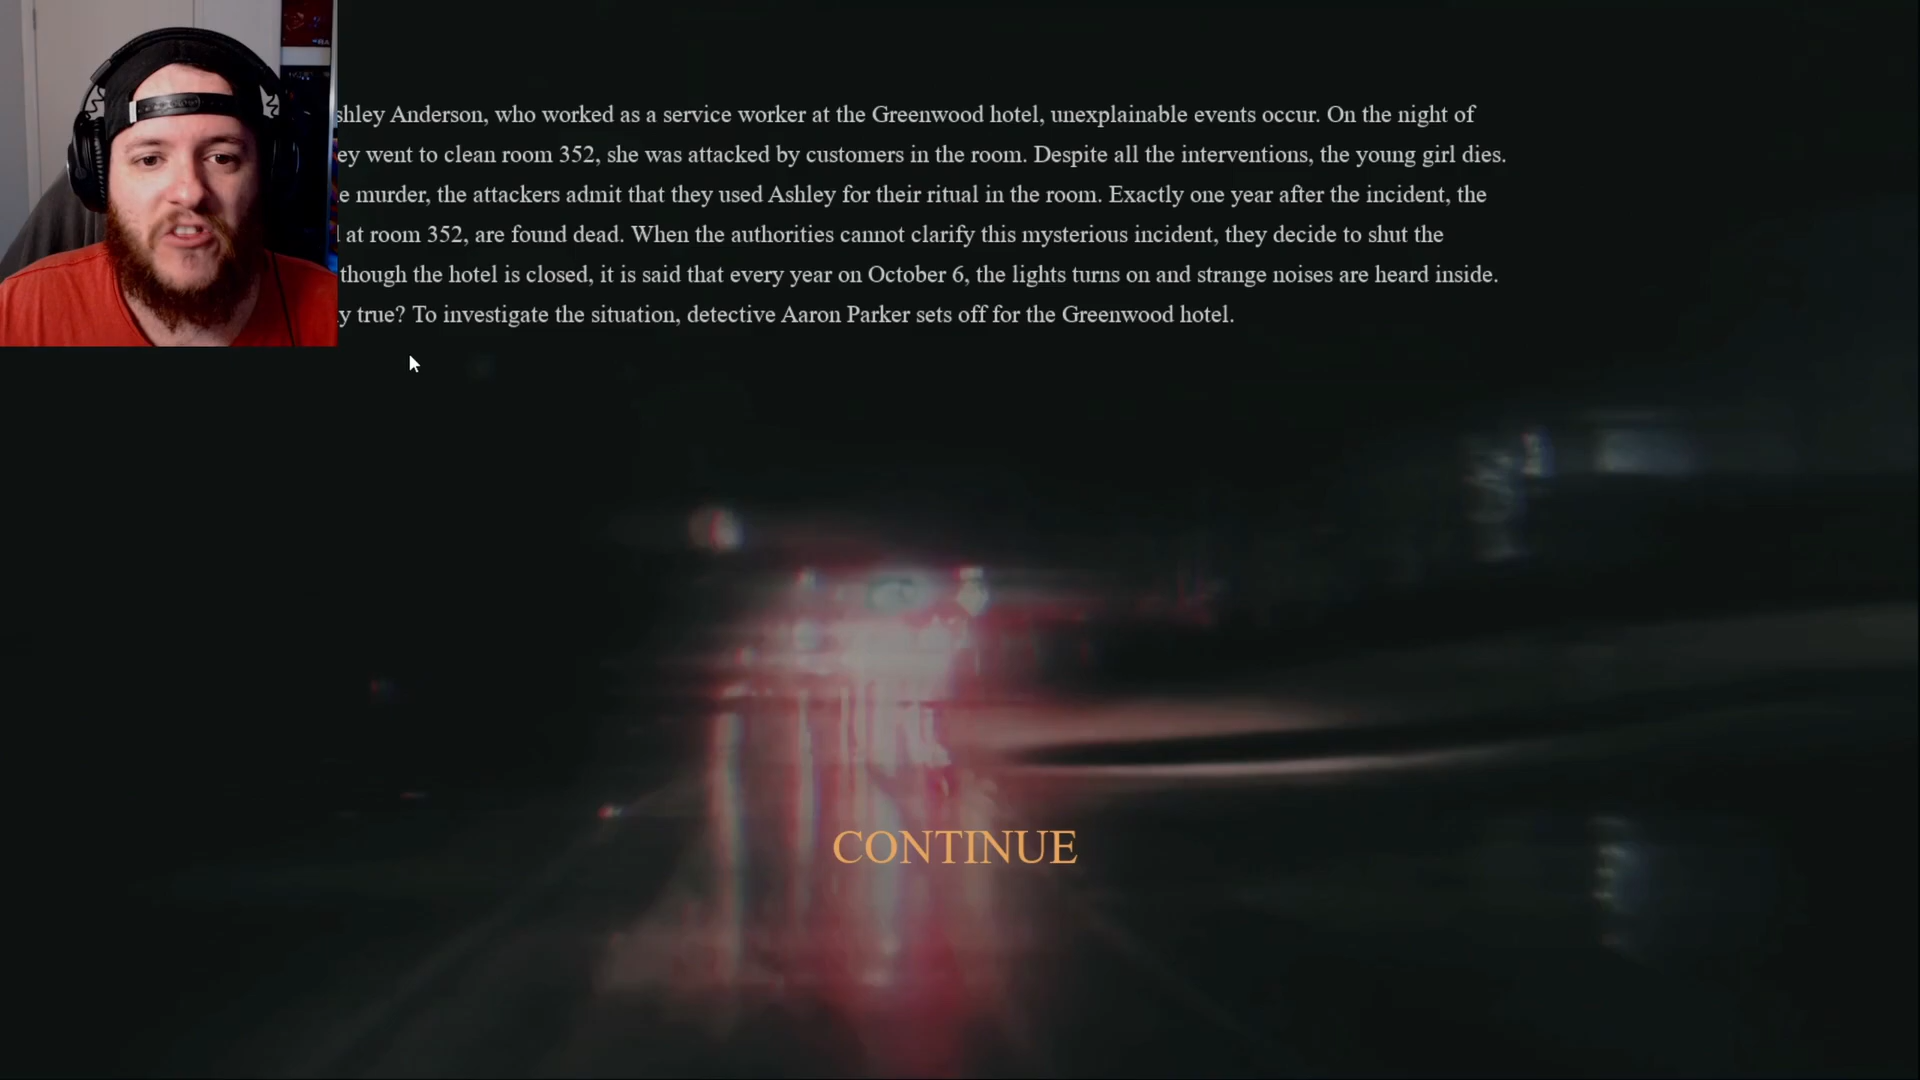 shley Anderson, who worked as a service worker at the Greenwood hotel, unexplainable events occur. On the night of
ey went to clean room 352, she was attacked by customers in the room. Despite all the interventions, the young girl dies.
e murder, the attackers admit that they used Ashley for their ritual in the room. Exactly one year after the incident, the
at room 352, are found dead. When the authorities cannot clarify this mysterious incident, they decide to shut the
though the hotel is closed, it is said that every year on October 6, the lights turns on and strange noises are heard inside.
y true? To investigate the situation, detective Aaron Parker sets off for the Greenwood hotel.
CONTINUE